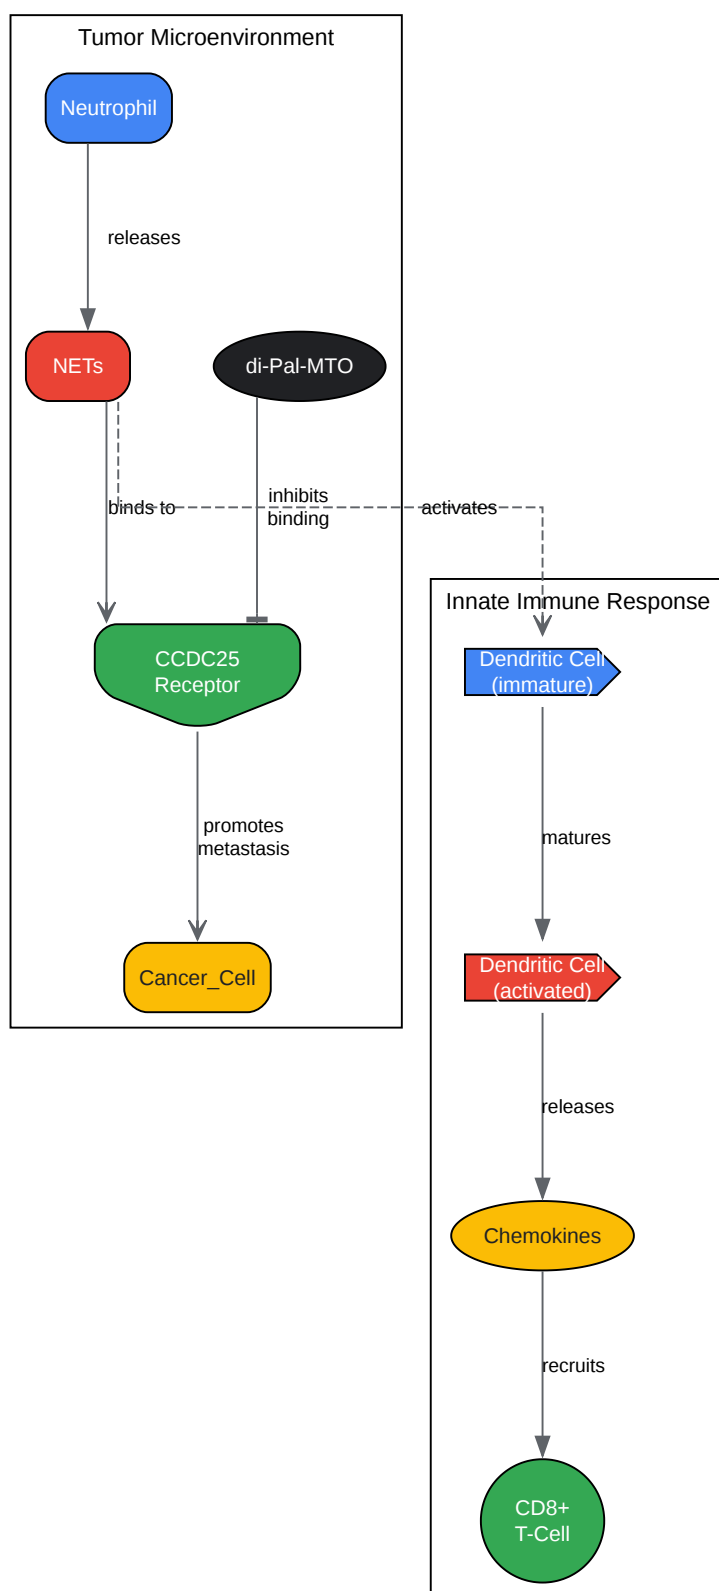 Tumor Microenvironment
Neutrophil
releases
NETs
di-Pal-MTO
binds to
inhibits
binding
activates
CCDC25
Receptor
promotes
metastasis
Cancer_Cell
Innate Immune Response
Dendritic Cell
(immature)
matures
Dendritic Cell
(activated)
releases
Chemokines
recruits
CD8+
T-Cell